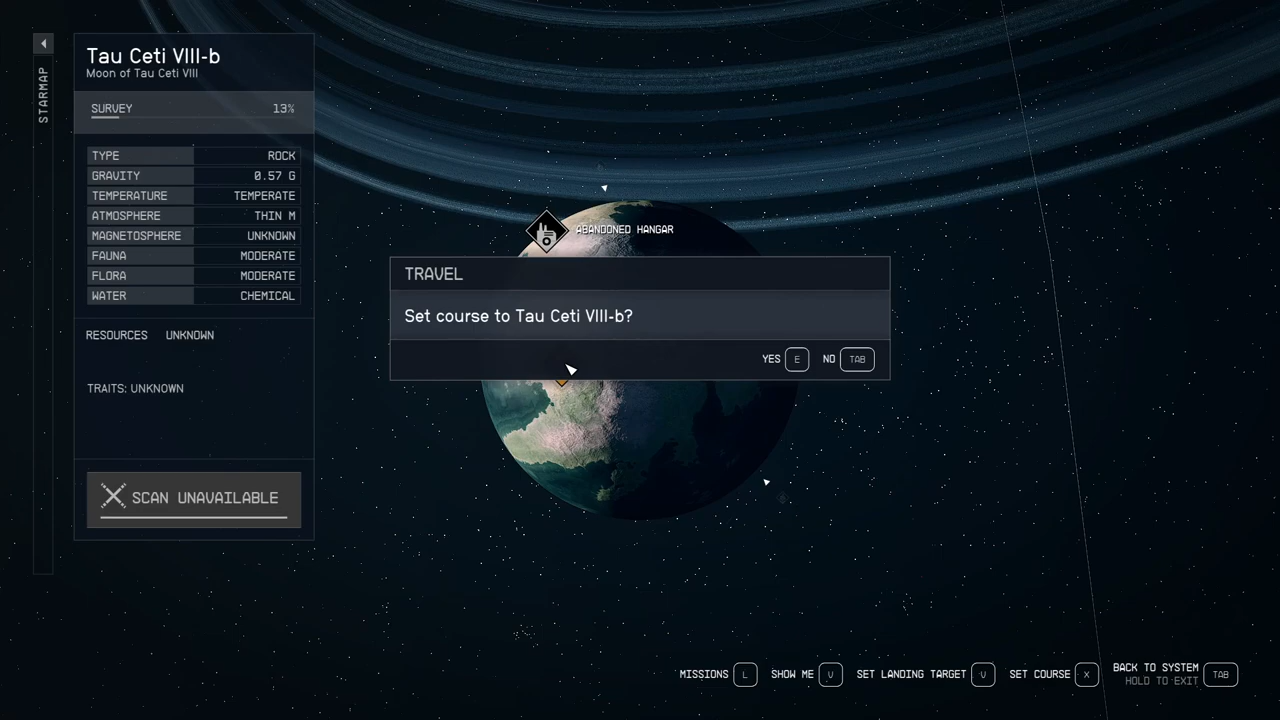 STARMAP
Tau Ceti VIII-b
Moon of Tau Ceti VIII
SURVEY 13%
TYPE ROCK
GRAVITY 0.57 G
TEMPERATURE TEMPERATE
ATMOSPHERE THIN M
MAGNETOSPHERE UNKNOWN
FAUNA MODERATE
FLORA MODERATE
WATER CHEMICAL
RESOURCES UNKNOWN
TRAITS: UNKNOWN
SCAN UNAVAILABLE
ABANDONED HANGAR
TRAVEL
Set course to Tau Ceti VIII-b?
YES E NO TAB
MISSIONS L SHOME ME V SET LANDING TARGET V SET COURSE X BACK TO SYSTEM TAB
HOLD TO EXIT